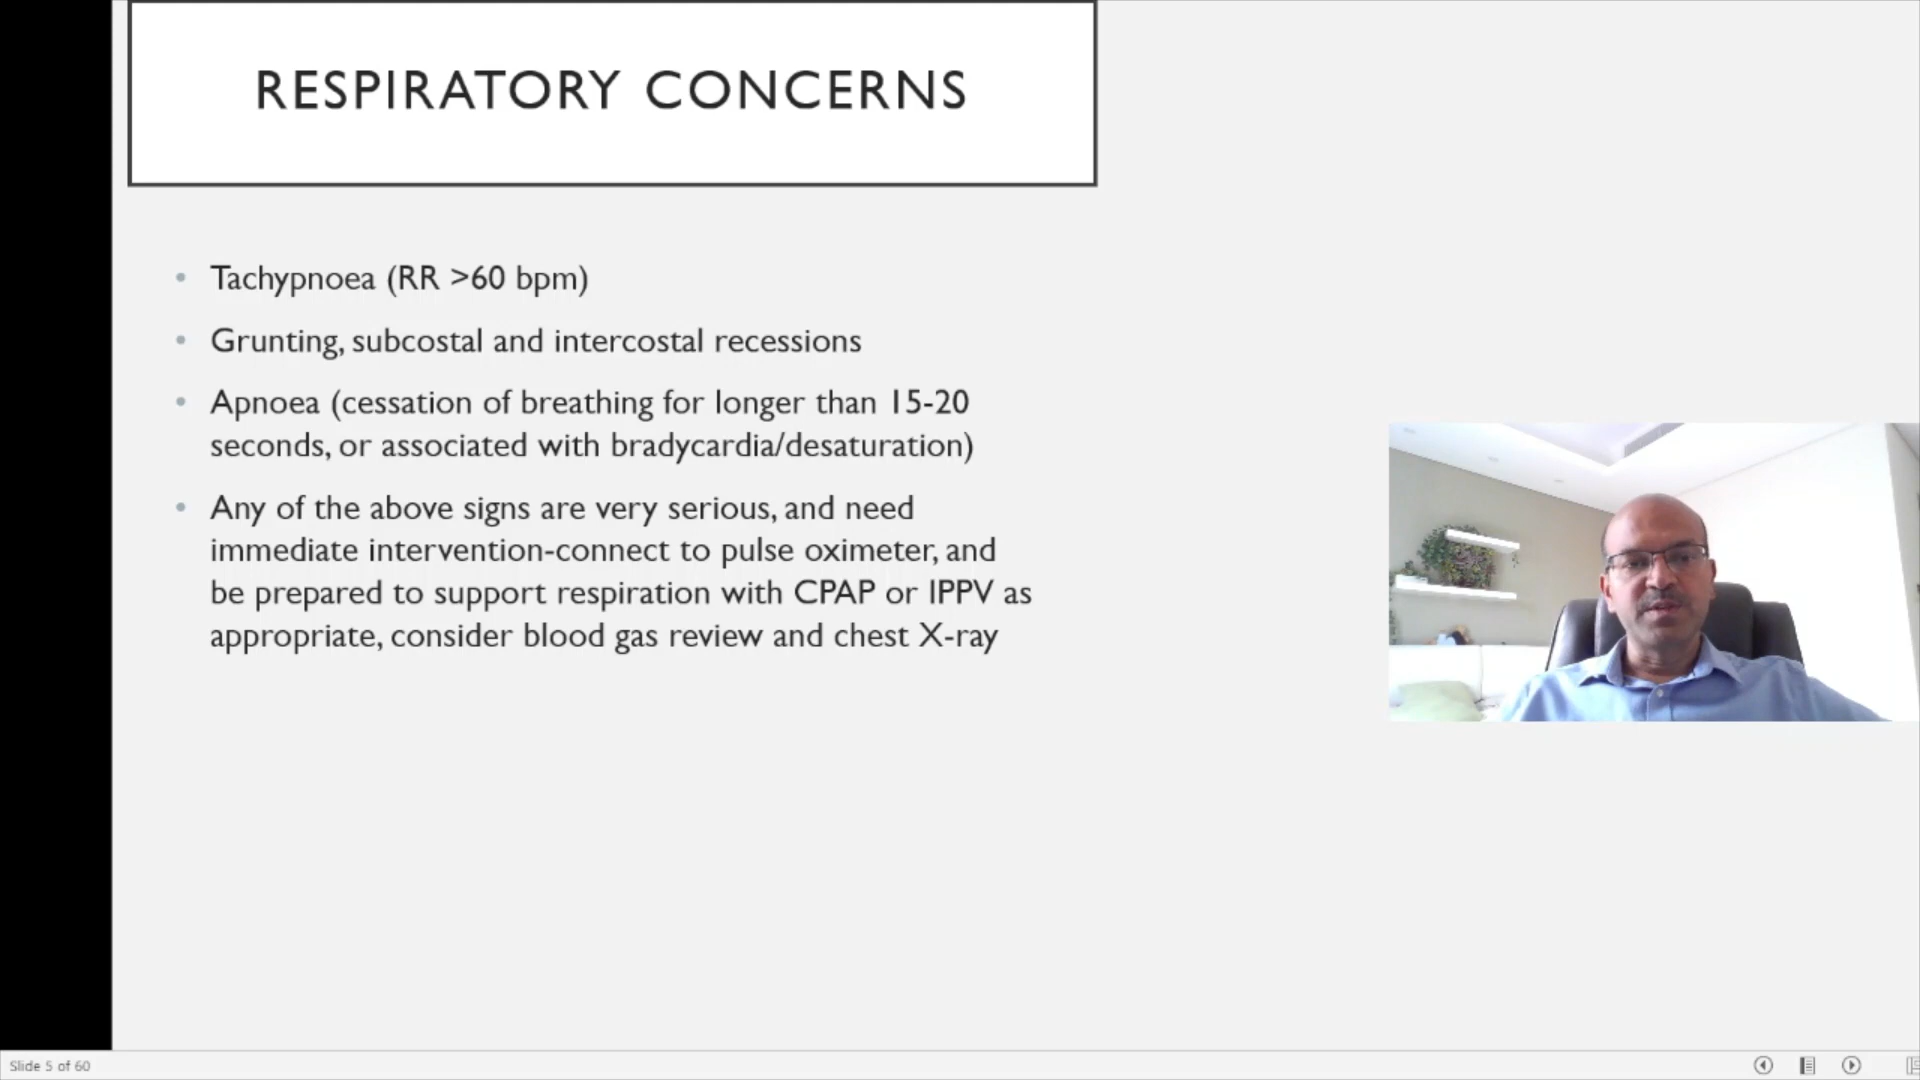 RESPIRATORY CONCERNS
• Tachypnoea (RR >60 bpm)
• Grunting, subcostal and intercostal recessions
• Apnoea (cessation of breathing for longer than 15-20
seconds, or associated with bradycardia/desaturation)
• Any of the above signs are very serious, and need
immediate intervention-connect to pulse oximeter, and
be prepared to support respiration with CPAP or IPPV as
appropriate, consider blood gas review and chest X-ray
Slide 5 of 60